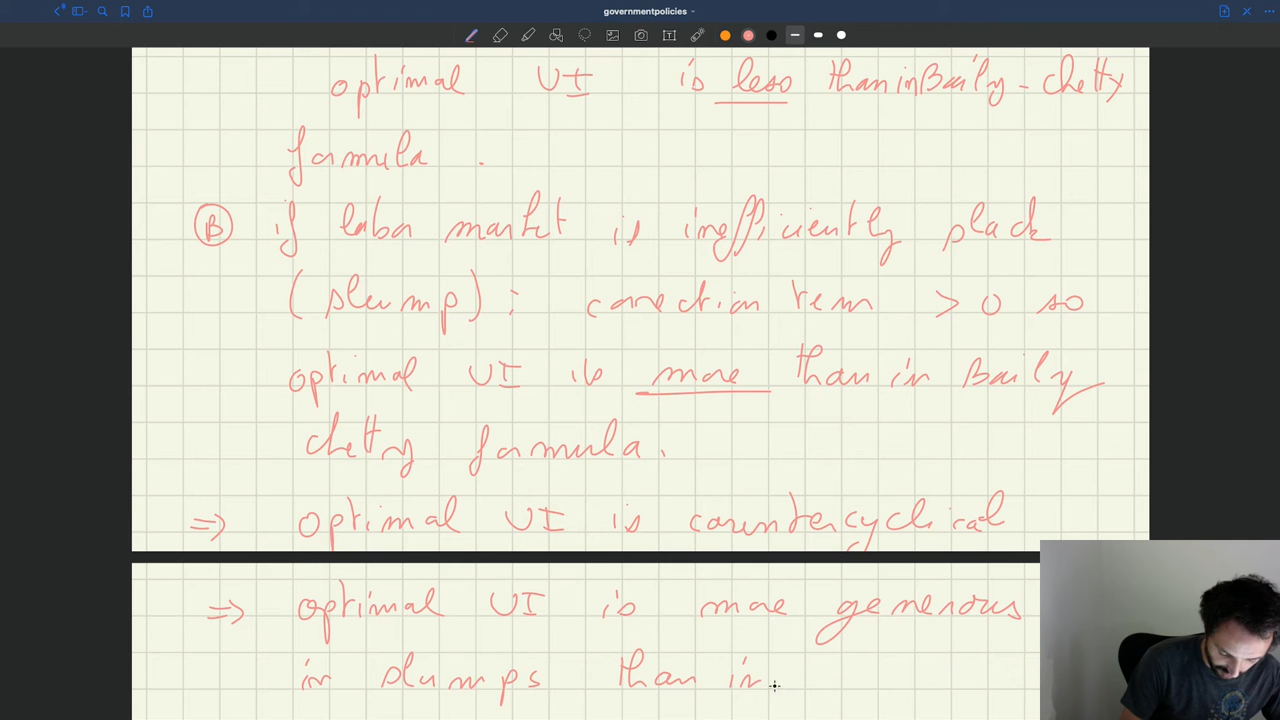 governmentpolicies
optimal UI is less than in Baily - Chetty
formula .
B if labor market is inefficiently slack
(slump) : correction term > 0 so
optimal UI is more than in Baily
chetty formula .
=> optimal UI is countercyclical
=> optimal UI is more generous
in slumps than in